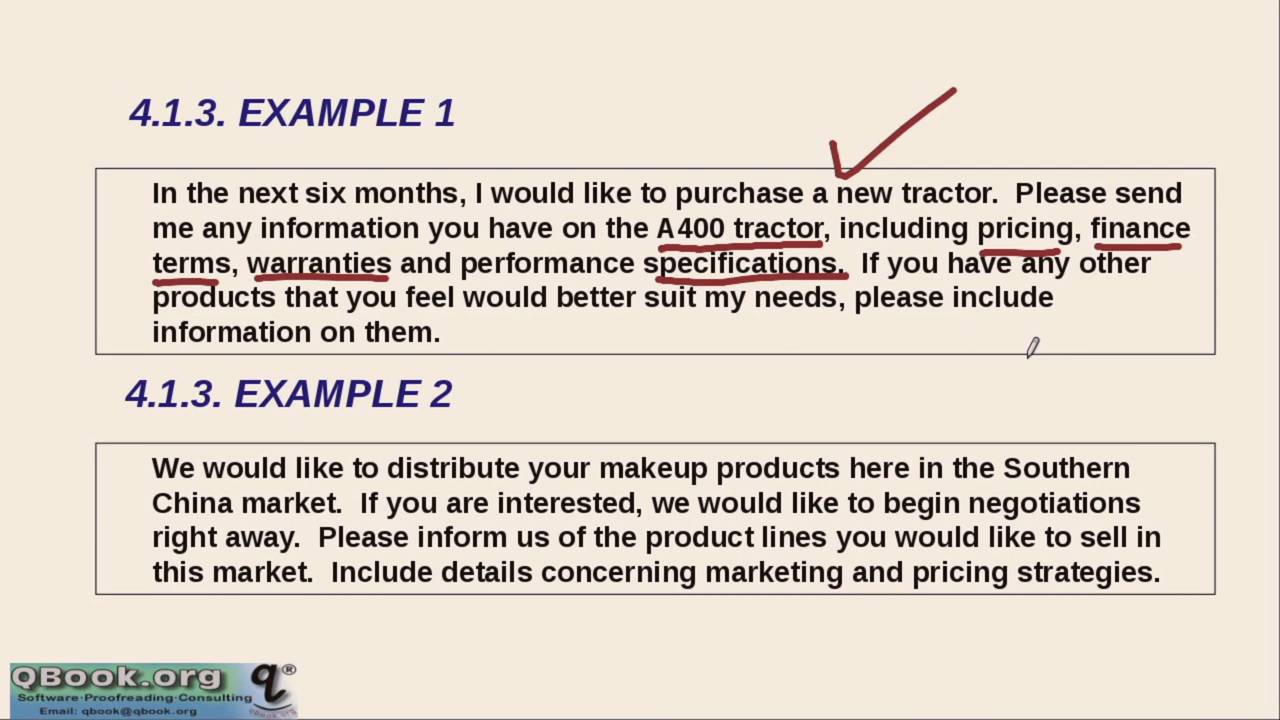 4.1.3. EXAMPLE 1
In the next six months, I would like to purchase a new tractor.  Please send
me any information you have on the A400 tractor, including pricing, finance
terms, warranties and performance specifications.  If you have any other
products that you feel would better suit my needs, please include
information on them.
4.1.3. EXAMPLE 2
We would like to distribute your makeup products here in the Southern
China market.  If you are interested, we would like to begin negotiations
right away.  Please inform us of the product lines you would like to sell in
this market.  Include details concerning marketing and pricing strategies.
QBook.org q®
Software·Proofreading·Consulting
Email: qbook@qbook.org qbook.org